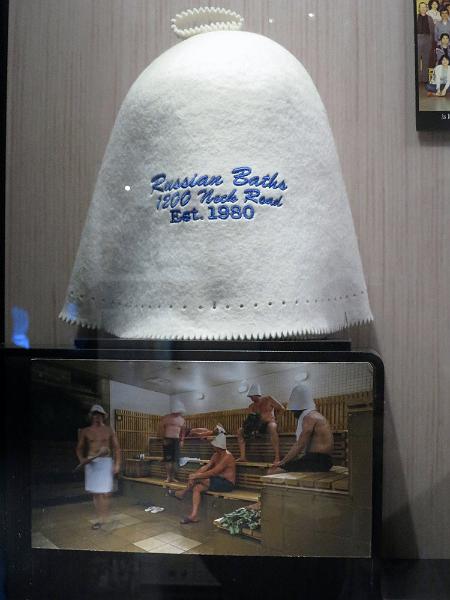 Russian Baths
1200 Neck Road
Est. 1980